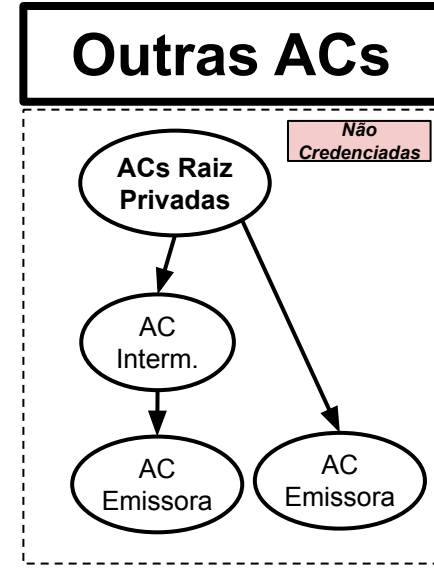 Outras ACs
Não
Credenciadas
ACs Raiz
Privadas
AC
Interm.
AC
Emissora
AC
Emissora